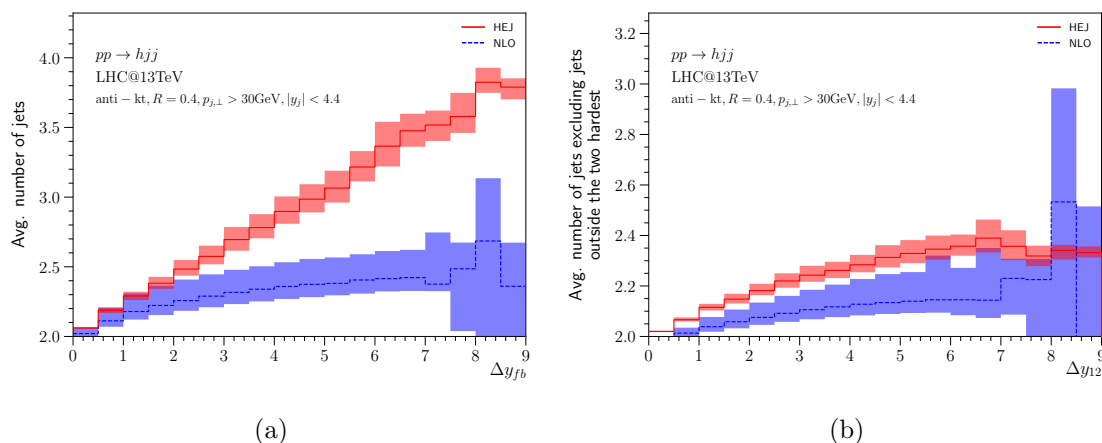 HEJ
NLO
pp → hjj
LHC@13TeV
anti − kt, R = 0.4, p_{j,⊥} > 30GeV, |y_j| < 4.4
Avg. number of jets
4.0
3.5
3.0
2.5
2.0
0 1 2 3 4 5 6 7 8 9
Δy_{fb}
(a)
HEJ
NLO
pp → hjj
LHC@13TeV
anti − kt, R = 0.4, p_{j,⊥} > 30GeV, |y_j| < 4.4
Avg. number of jets excluding jets
outside the two hardest
3.2
3.0
2.8
2.6
2.4
2.2
2.0
0 1 2 3 4 5 6 7 8 9
Δy_{12}
(b)